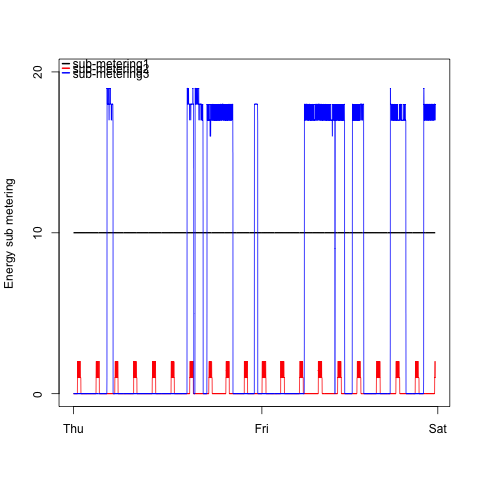 sub-metering1
sub-metering2
sub-metering3
Energy sub metering
20
10
0
Thu Fri Sat